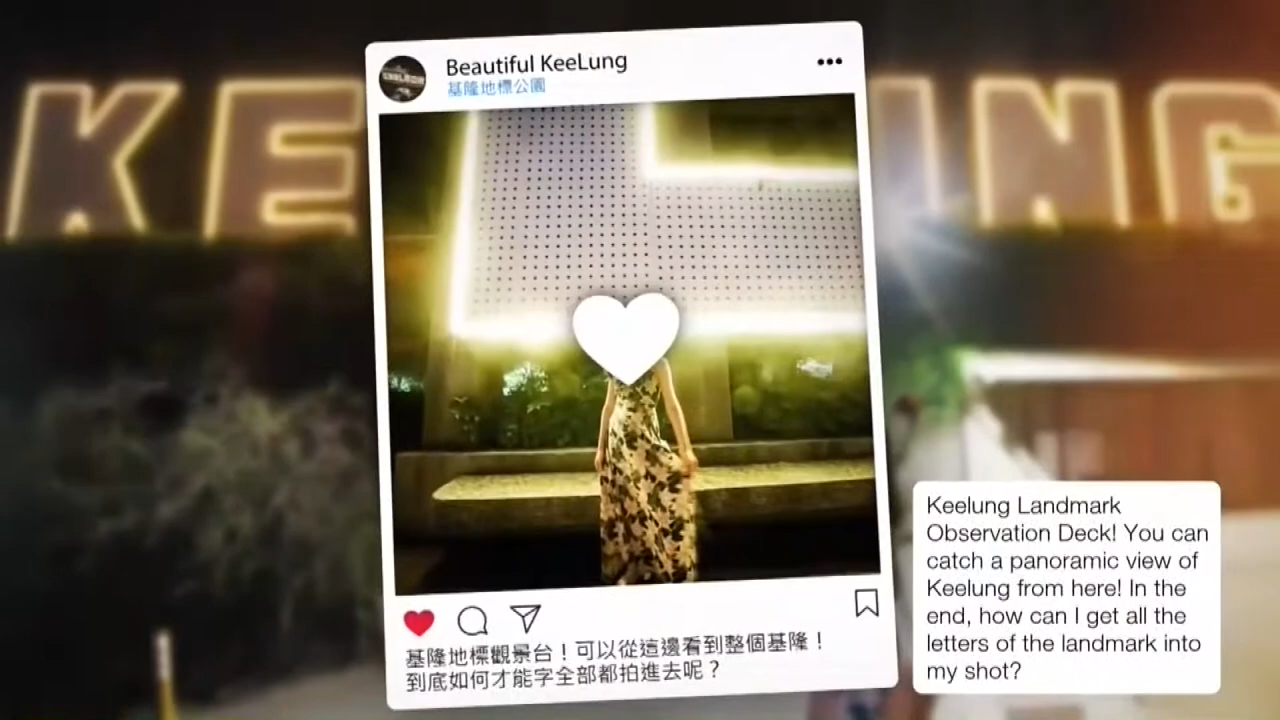 KE
ING
Beautiful KeeLung
基隆地標公園
基隆地標觀景台！可以從這邊看到整個基隆！
到底如何才能字全部都拍進去呢？
Keelung Landmark
Observation Deck! You can
catch a panoramic view of
Keelung from here! In the
end, how can I get all the
letters of the landmark into
my shot?